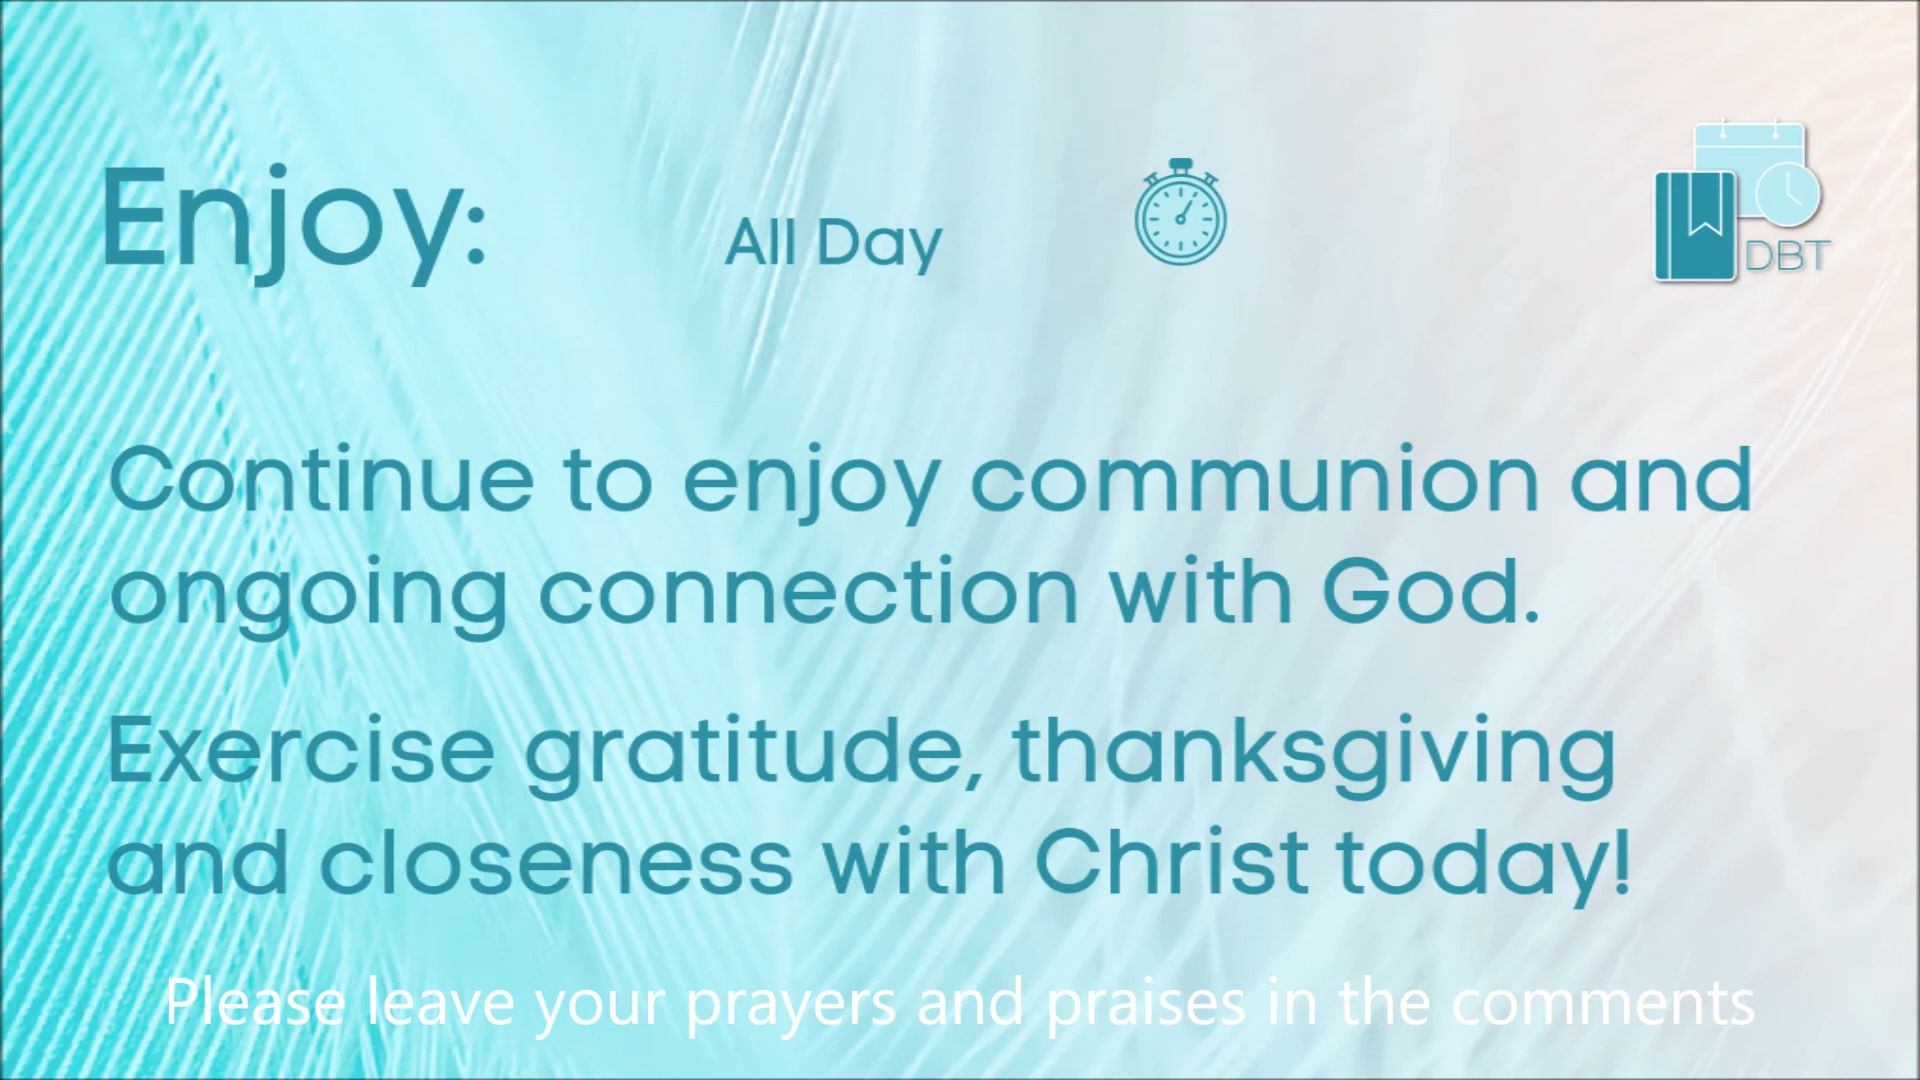 Enjoy:
All Day
DBT
Continue to enjoy communion and
ongoing connection with God.
Exercise gratitude, thanksgiving
and closeness with Christ today!
Please leave your prayers and praises in the comments